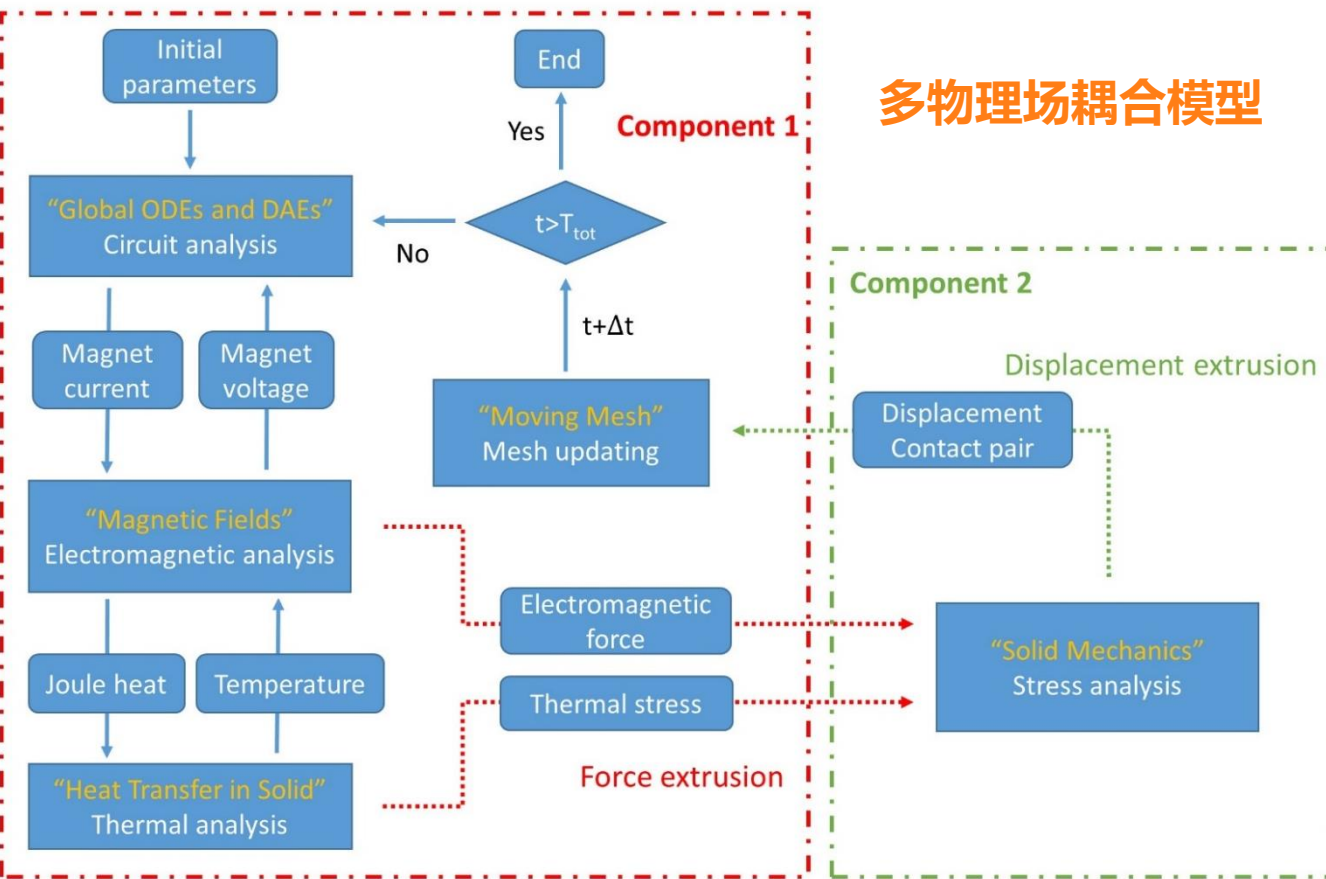 多物理场耦合模型
Initial
parameters
End
Yes
Component 1
“Global ODEs and DAEs”
Circuit analysis
t>T_tot
No
t+Δt
Magnet
current
Magnet
voltage
“Moving Mesh”
Mesh updating
“Magnetic Fields”
Electromagnetic analysis
Joule heat
Temperature
“Heat Transfer in Solid”
Thermal analysis
Electromagnetic
force
Thermal stress
Force extrusion
Component 2
Displacement extrusion
Displacement
Contact pair
“Solid Mechanics”
Stress analysis